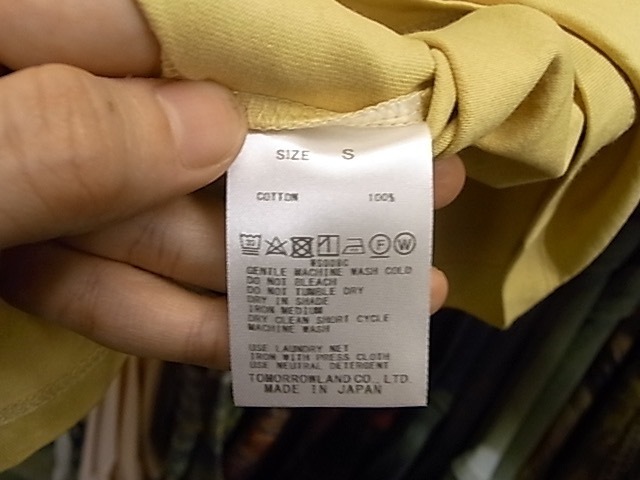 SIZE S
COTTON 100%
30 F W
GENTLE MACHINE WASH COLD
DO NOT BLEACH
DO NOT TUMBLE DRY
DRY IN SHADE
IRON MEDIUM
DRY CLEAN SHORT CYCLE
MACHINE WASH
USE LAUNDRY NET
IRON WITH PRESS CLOTH
USE NEUTRAL DETERGENT
TOMORROWLAND CO., LTD.
MADE IN JAPAN